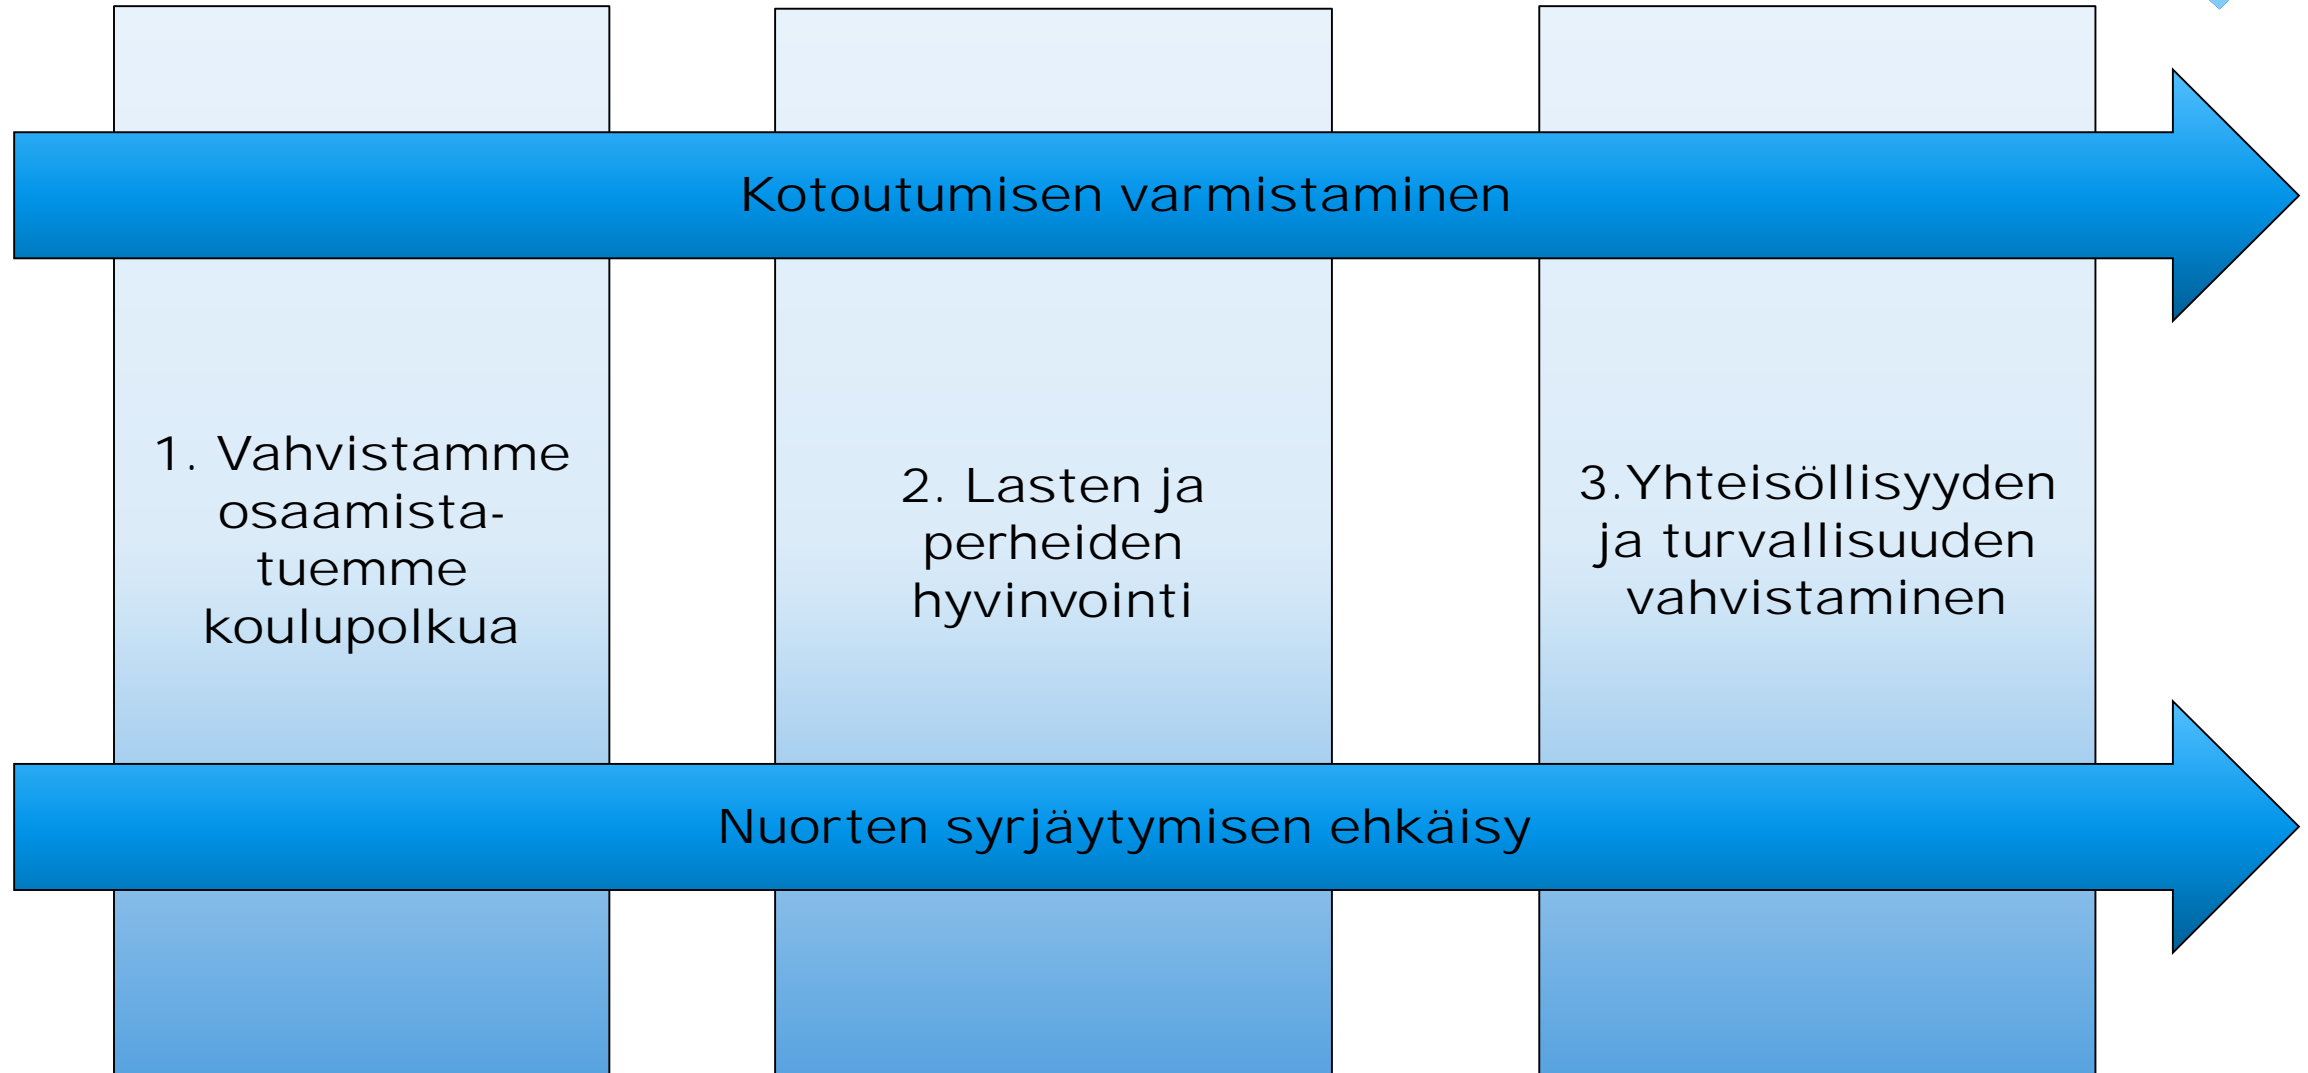 Kotoutumisen varmistaminen
1. Vahvistamme
osaamista-
tuemme
koulupolkua
2. Lasten ja
perheiden
hyvinvointi
3.Yhteisöllisyyden
ja turvallisuuden
vahvistaminen
Nuorten syrjäytymisen ehkäisy